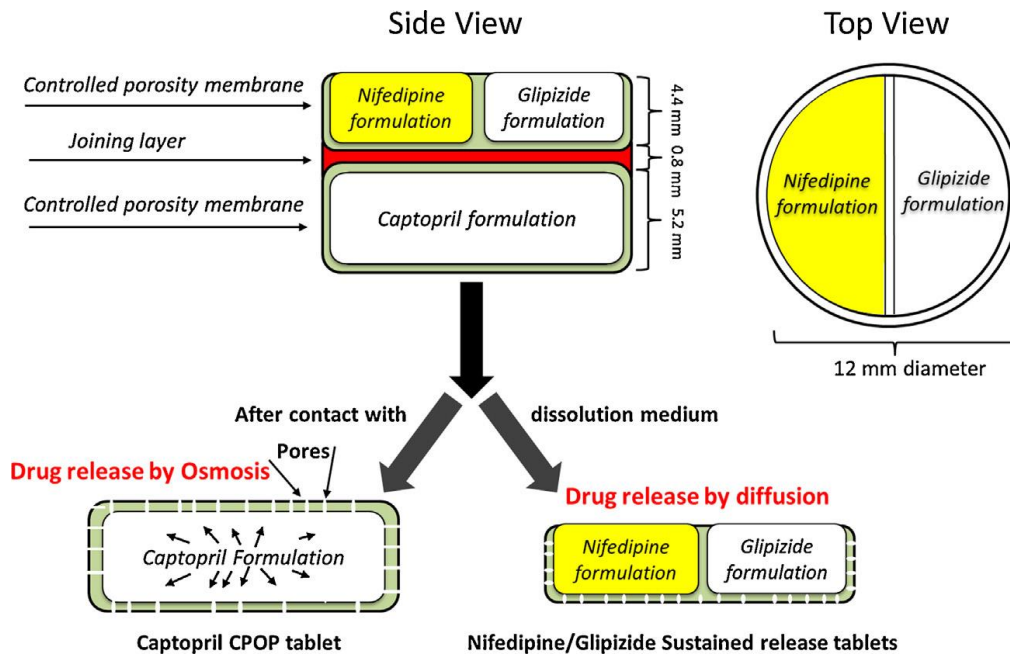 Side View
Top View
Controlled porosity membrane
Joining layer
Controlled porosity membrane
Nifedipine
formulation
Glipizide
formulation
Captopril formulation
4.4 mm
0.8 mm
5.2 mm
Nifedipine
formulation
Glipizide
formulation
12 mm diameter
After contact with
dissolution medium
Pores
Drug release by Osmosis
Drug release by diffusion
Captopril Formulation
Nifedipine
formulation
Glipizide
formulation
Captopril CPOP tablet
Nifedipine/Glipizide Sustained release tablets